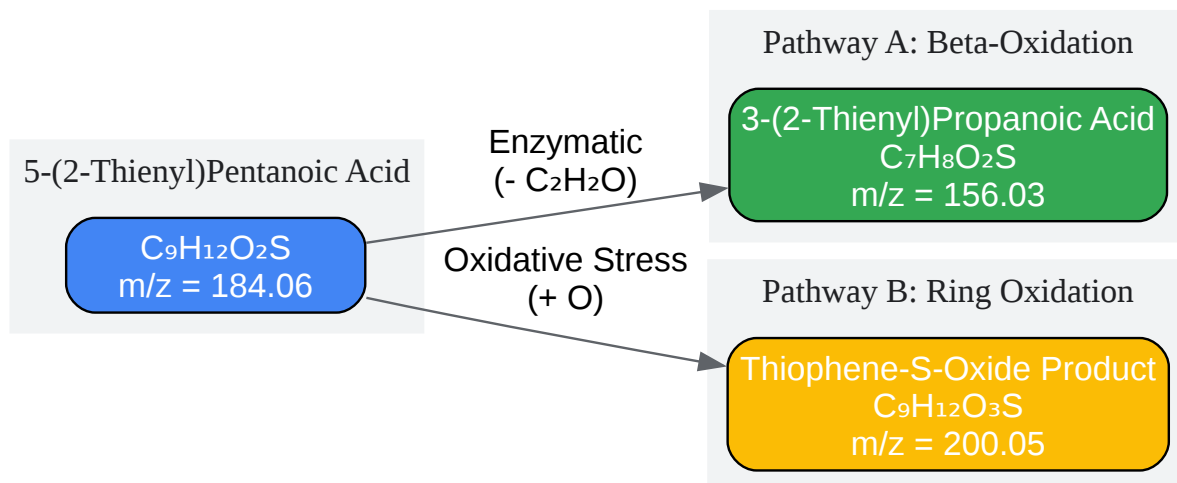 Pathway A: Beta-Oxidation
3-(2-Thienyl)Propanoic Acid
C₇H₈O₂S
m/z = 156.03
Enzymatic
(- C₂H₂O)
5-(2-Thienyl)Pentanoic Acid
C₉H₁₂O₂S
m/z = 184.06
Oxidative Stress
(+ O)
Pathway B: Ring Oxidation
Thiophene-S-Oxide Product
C₉H₁₂O₃S
m/z = 200.05